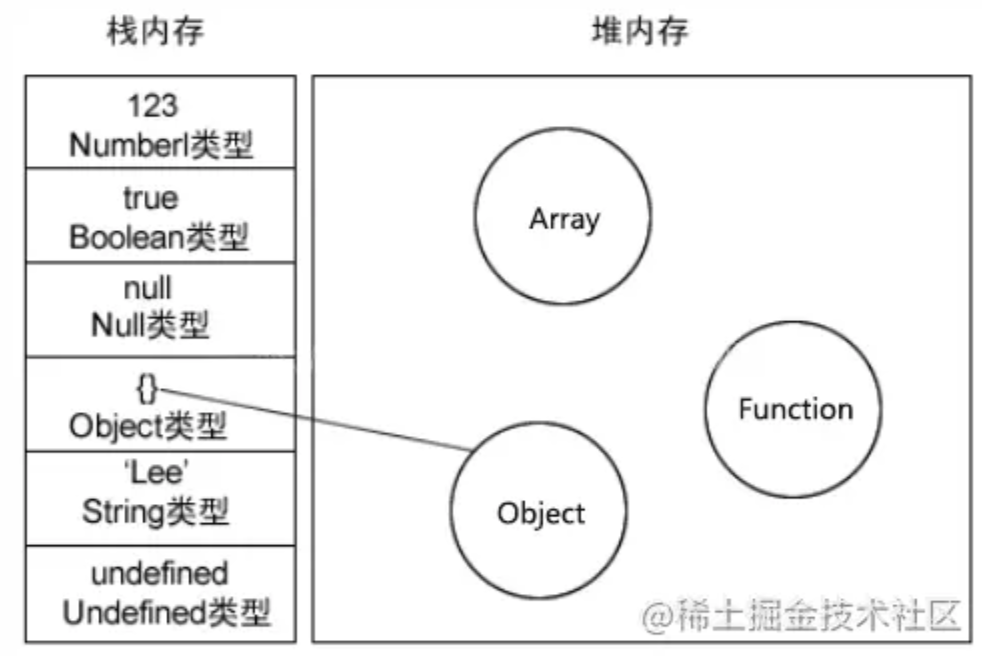 栈内存
堆内存
123
Numberl类型
true
Boolean类型
null
Null类型
{}
Object类型
‘Lee’
String类型
undefined
Undefined类型
Array
Function
Object
@稀土掘金技术社区